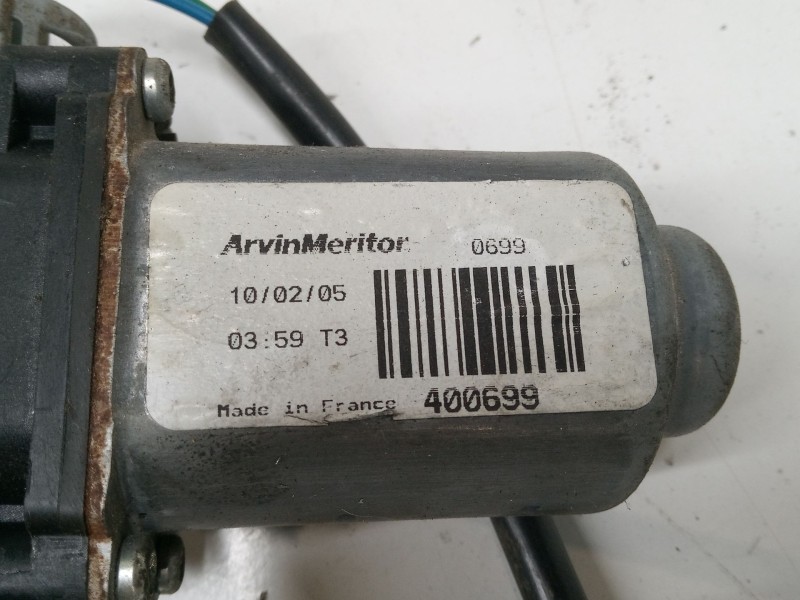 ArvinMeritor 0699
10/02/05
03:59 T3
Made in France 400699